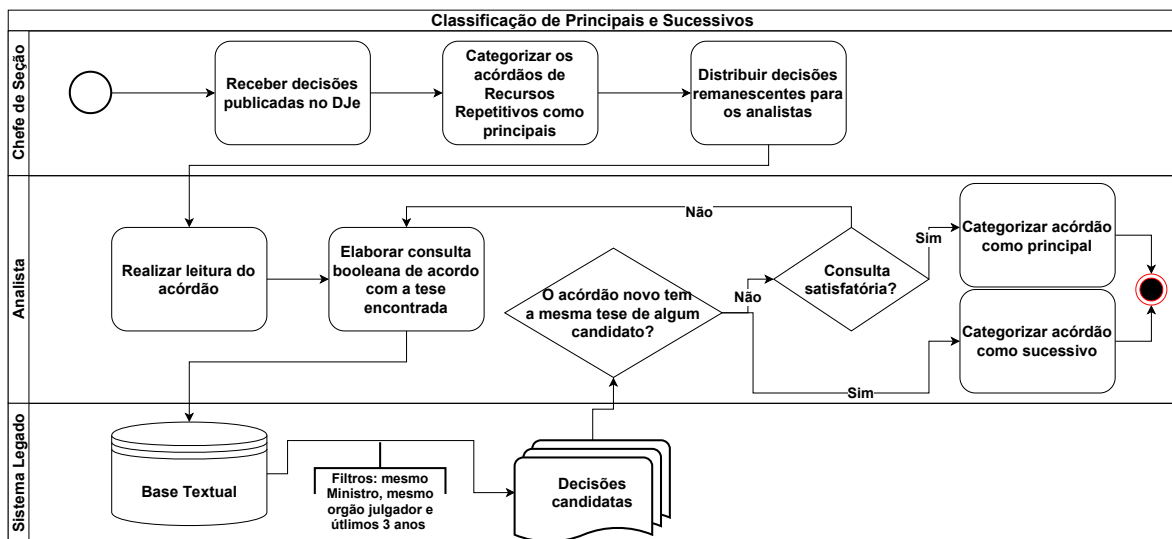 Classificação de Principais e Sucessivos
Chefe de Seção
Receber decisões
publicadas no DJe
Categorizar os
acórdãos de
Recursos
Repetitivos como
principais
Distribuir decisões
remanescentes para
os analistas
Analista
Realizar leitura do
acórdão
Elaborar consulta
booleana de acordo
com a tese
encontrada
O acórdão novo tem
a mesma tese de algum
candidato?
Não
Não
Consulta
satisfatória?
Sim
Categorizar acórdão
como principal
Categorizar acórdão
como sucessivo
Sim
Sistema Legado
Base Textual
Filtros: mesmo
Ministro, mesmo
orgão julgador e
útlimos 3 anos
Decisões
candidatas